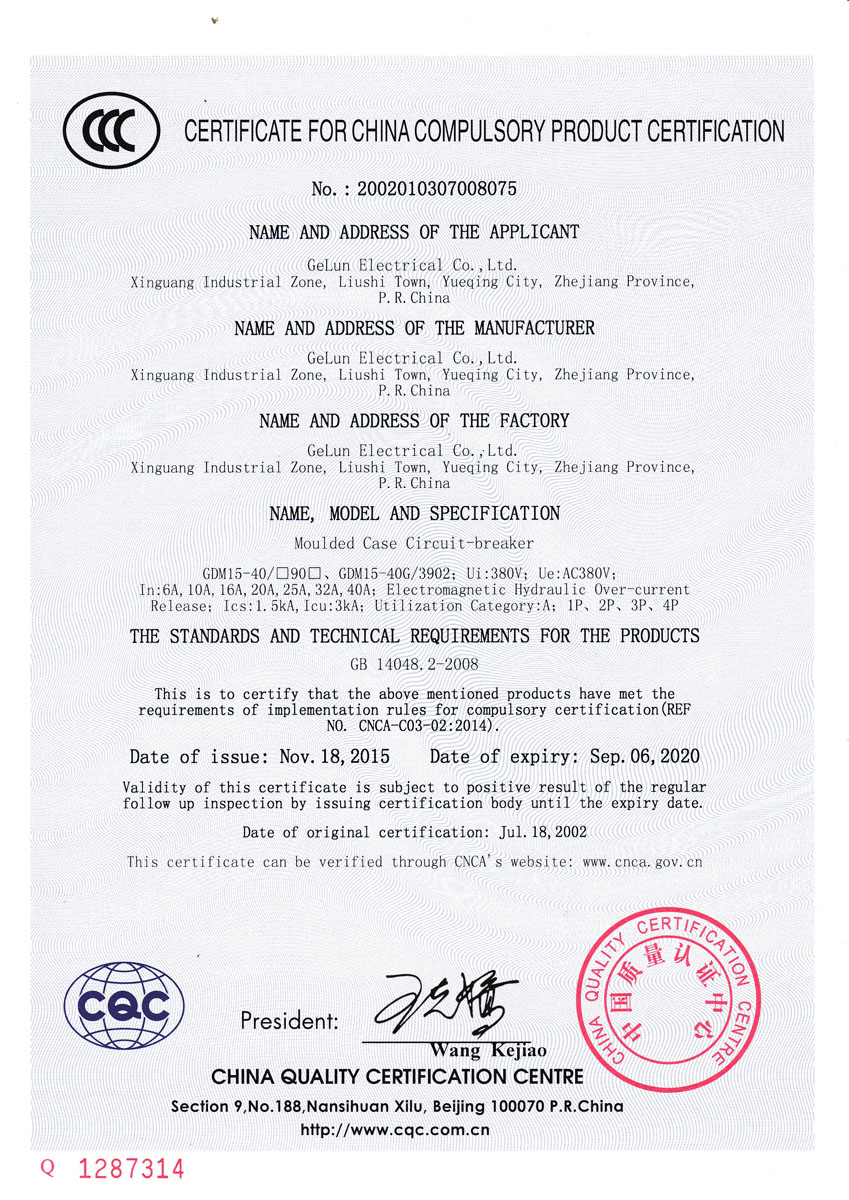 CCC
CERTIFICATE FOR CHINA COMPULSORY PRODUCT CERTIFICATION
No. : 2002010307008075
NAME AND ADDRESS OF THE APPLICANT
GeLun Electrical Co.,Ltd.
Xinguang Industrial Zone, Liushi Town, Yueqing City, Zhejiang Province,
P.R.China
NAME AND ADDRESS OF THE MANUFACTURER
GeLun Electrical Co.,Ltd.
Xinguang Industrial Zone, Liushi Town, Yueqing City, Zhejiang Province,
P.R.China
NAME AND ADDRESS OF THE FACTORY
GeLun Electrical Co.,Ltd.
Xinguang Industrial Zone, Liushi Town, Yueqing City, Zhejiang Province,
P.R.China
NAME, MODEL AND SPECIFICATION
Moulded Case Circuit-breaker
GDM15-40/□90□、GDM15-40G/3902; Ui:380V; Ue:AC380V;
In:6A,10A,16A,20A,25A,32A,40A; Electromagnetic Hydraulic Over-current
Release; Ics:1.5kA,Icu:3kA; Utilization Category:A; 1P、2P、3P、4P
THE STANDARDS AND TECHNICAL REQUIREMENTS FOR THE PRODUCTS
GB 14048.2-2008
This is to certify that the above mentioned products have met the
requirements of implementation rules for compulsory certification(REF
NO. CNCA-C03-02:2014).
Date of issue: Nov.18,2015 Date of expiry: Sep.06,2020
Validity of this certificate is subject to positive result of the regular
follow up inspection by issuing certification body until the expiry date.
Date of original certification: Jul.18,2002
This certificate can be verified through CNCA's website: www.cnca.gov.cn
CHINA QUALITY CERTIFICATION CENTRE
中国质量认证中心
CQC
President:
王克娇
Wang Kejiao
CHINA QUALITY CERTIFICATION CENTRE
Section 9,No.188,Nansihuan Xilu, Beijing 100070 P.R.China
http://www.cqc.com.cn
Q 1287314